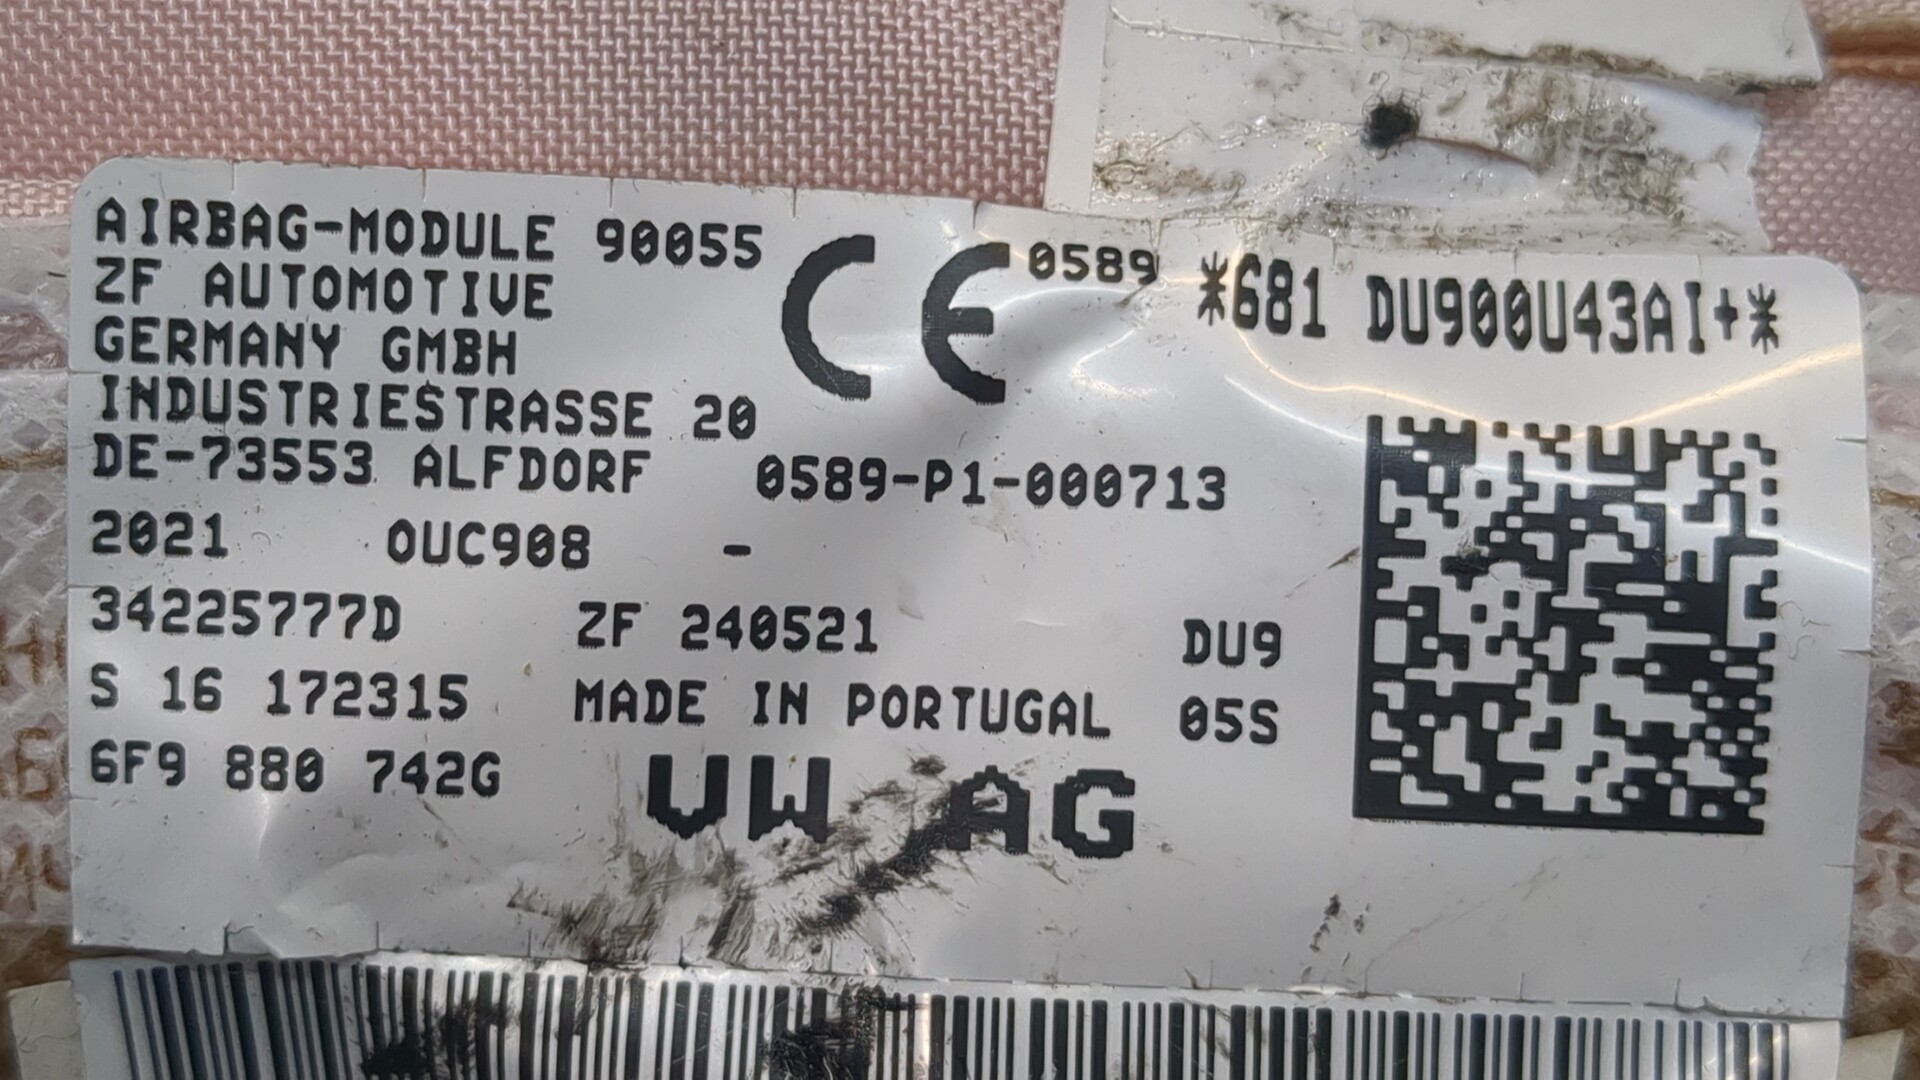 AIRBAG-MODULE 90055
ZF AUTOMOTIVE
GERMANY GMBH
INDUSTRIESTRASSE 20
DE-73553 ALFDORF
CE 0589
*681 DU900U43AI+*
0589-P1-000713
2021 OUC908 -
34225777D ZF 240521 DU9
S 16 172315 MADE IN PORTUGAL 05S
6F9 880 742G
VW AG